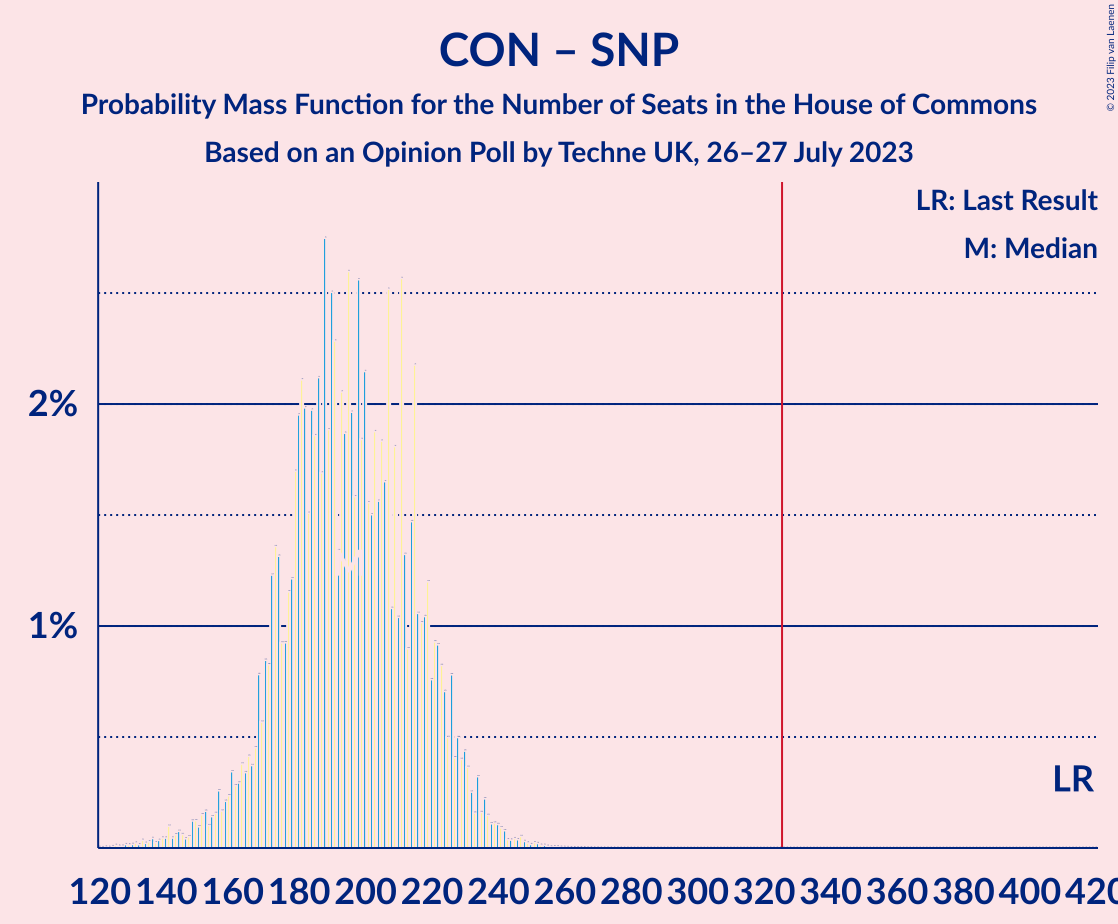 CON – SNP
Probability Mass Function for the Number of Seats in the House of Commons
Based on an Opinion Poll by Techne UK, 26–27 July 2023
© 2023 Filip van Laenen
LR: Last Result
M: Median
2%
1%
LR
120 140 160 180 200 220 240 260 280 300 320 340 360 380 400 420